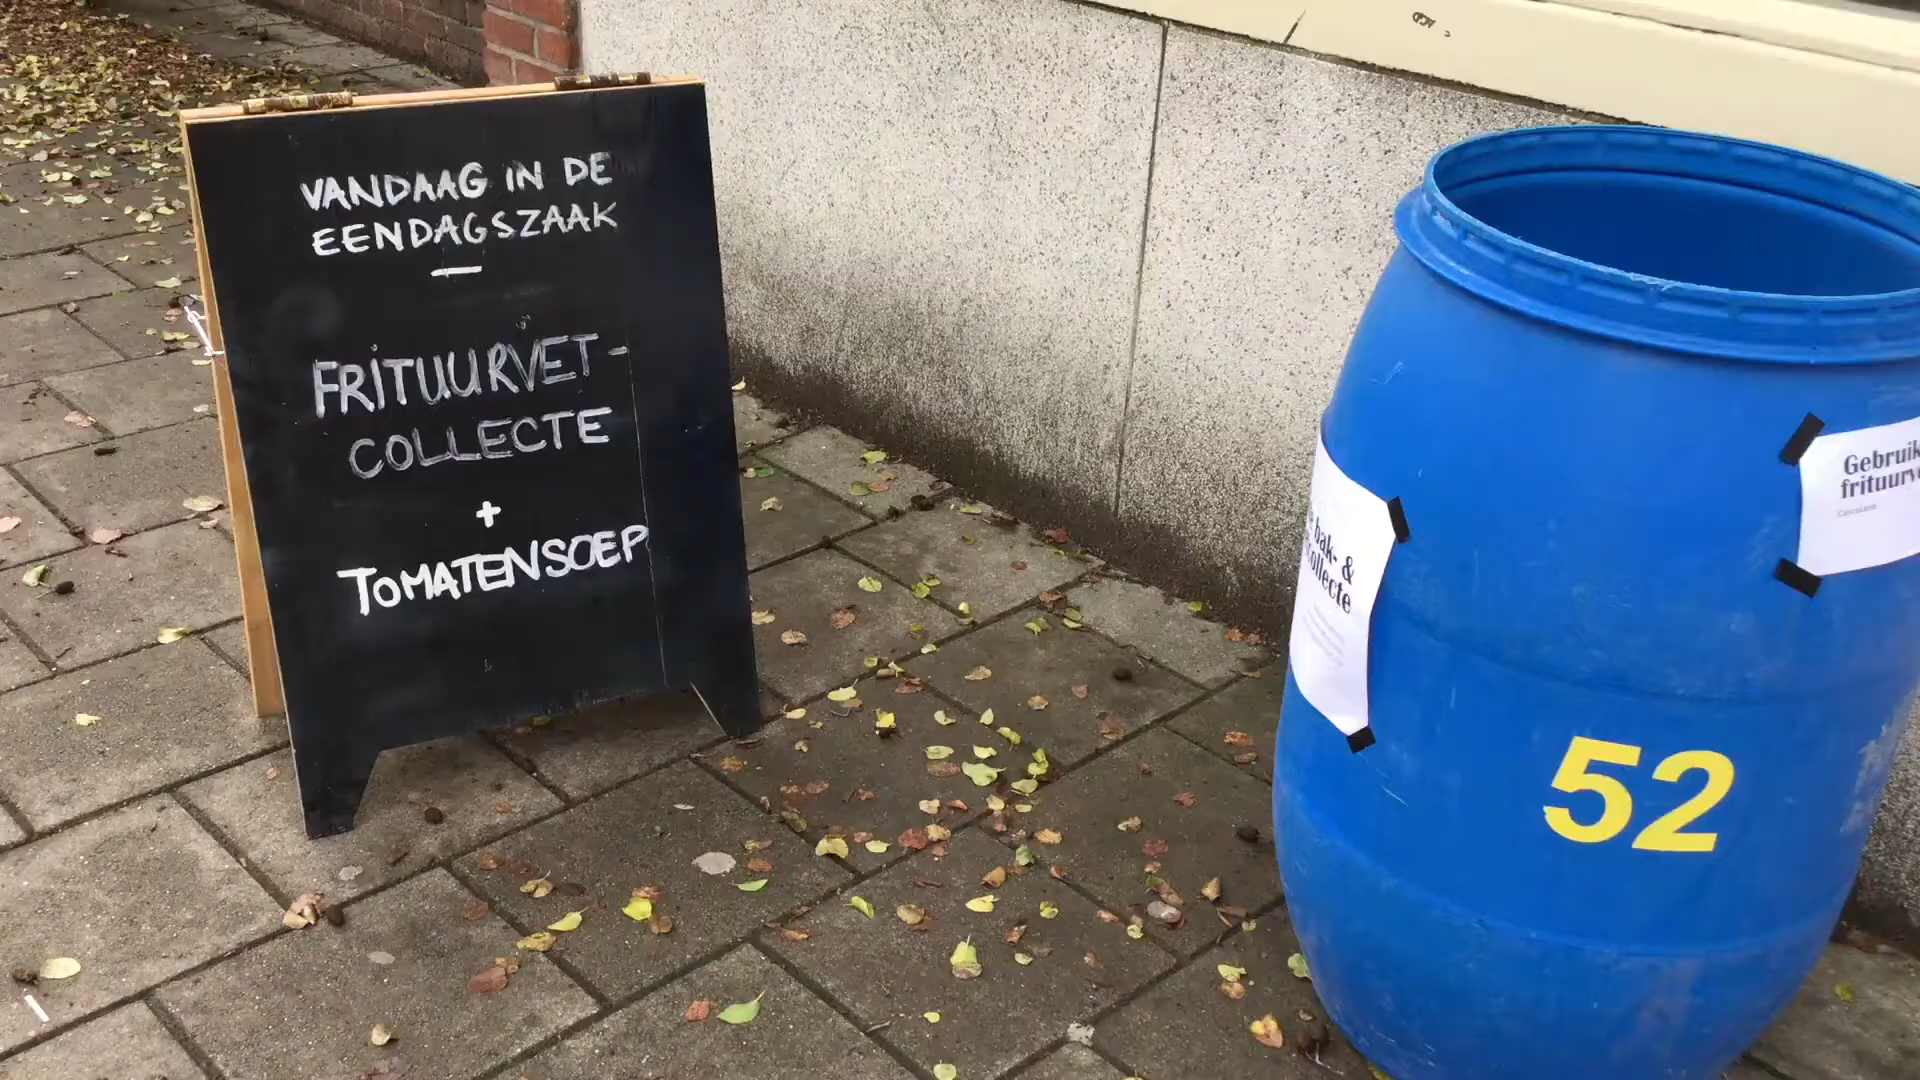 VANDAAG IN DE
EENDAGSZAAK
FRITUURVET-
COLLECTE
+
TOMATENSOEP
bak- &
collecte
Gebruik
frituurv
52